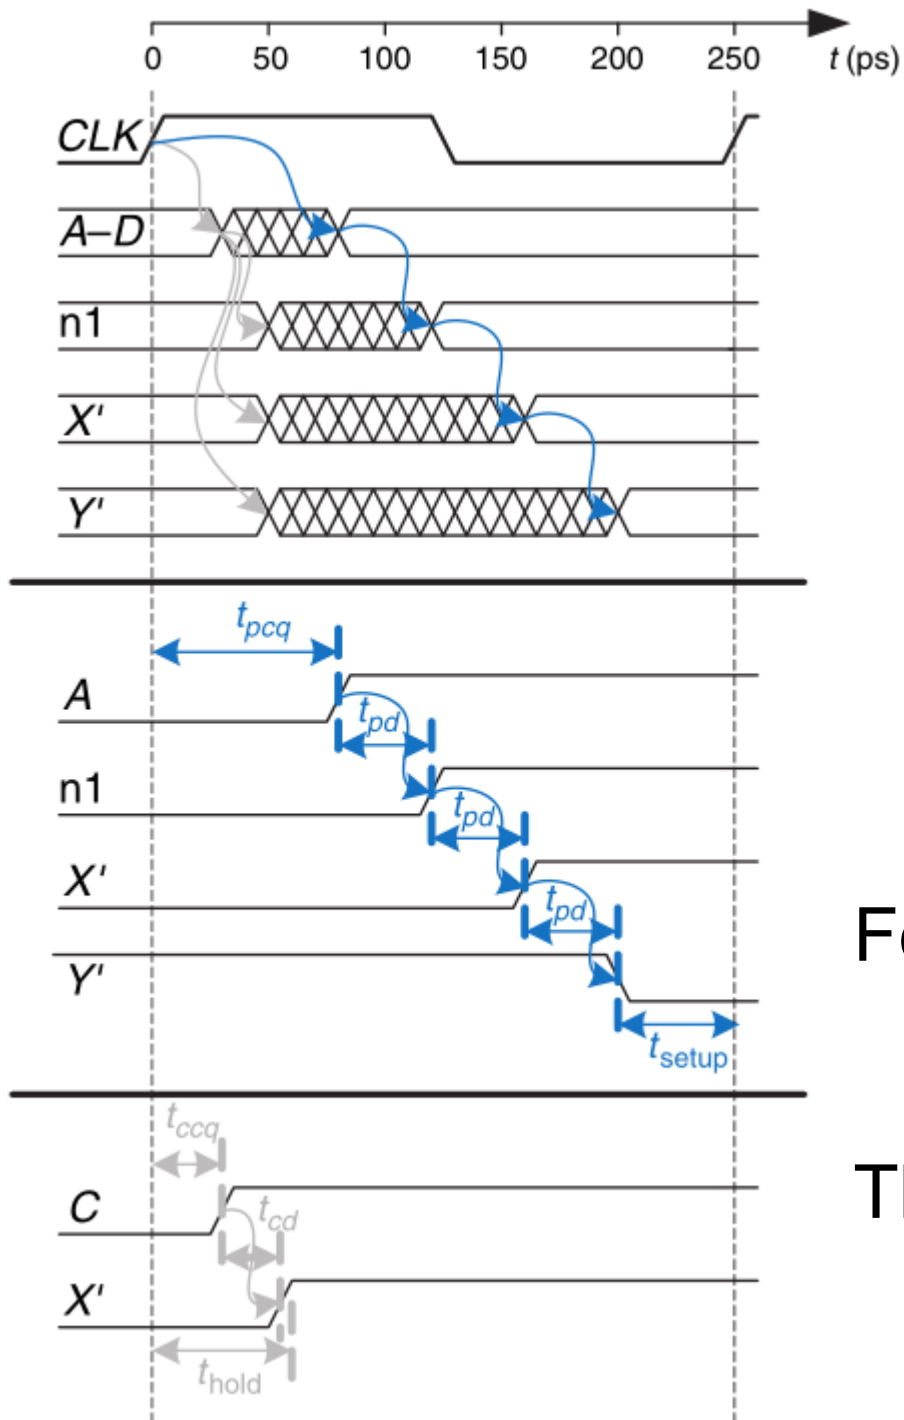 0 50 100 150 200 250 t (ps)
CLK
A–D
n1
X'
Y'
tpcq
A
tpd
n1
tpd
X'
tpd
Y'
tsetup
tccq
C
tcd
X'
thold